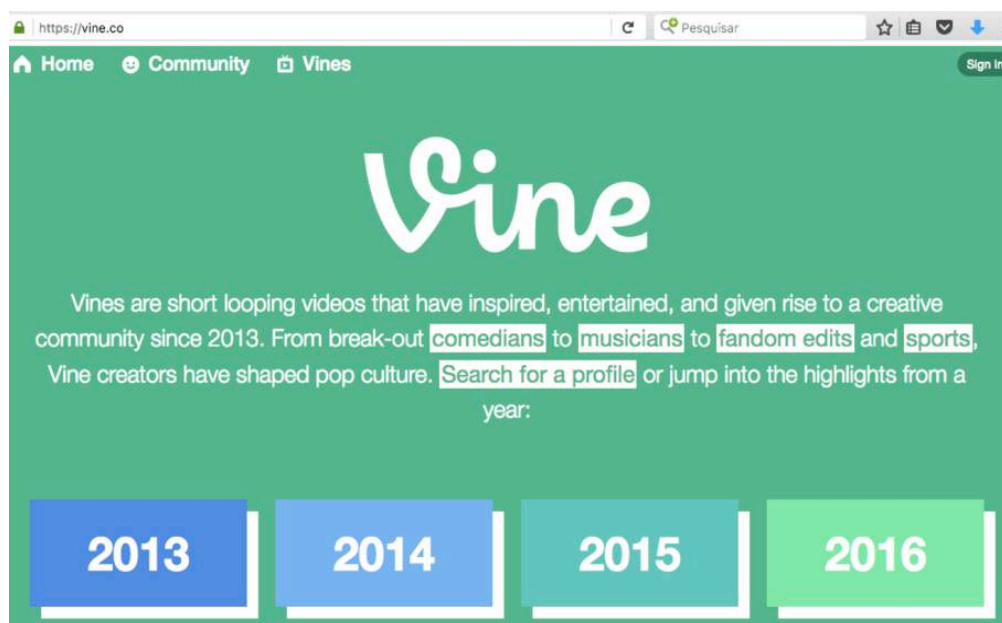 https://vine.co
Pesquisar
Home Community Vines
Sign In
Vine
Vines are short looping videos that have inspired, entertained, and given rise to a creative
community since 2013. From break-out comedians to musicians to fandom edits and sports,
Vine creators have shaped pop culture. Search for a profile or jump into the highlights from a
year:
2013 2014 2015 2016